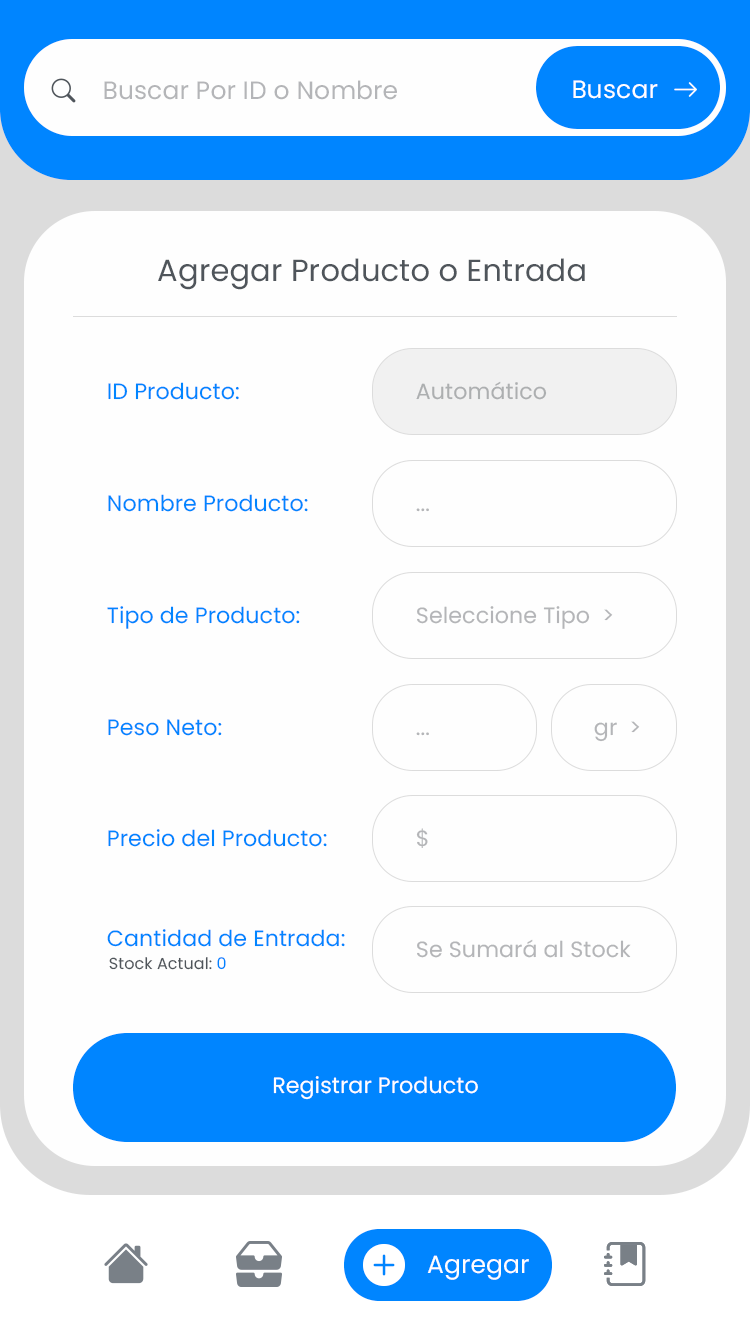 Buscar Por ID o Nombre
Buscar →
Agregar Producto o Entrada
ID Producto:
Automático
Nombre Producto:
...
Tipo de Producto:
Seleccione Tipo >
Peso Neto:
...
gr >
Precio del Producto:
$
Cantidad de Entrada:
Stock Actual: 0
Se Sumará al Stock
Registrar Producto
Agregar